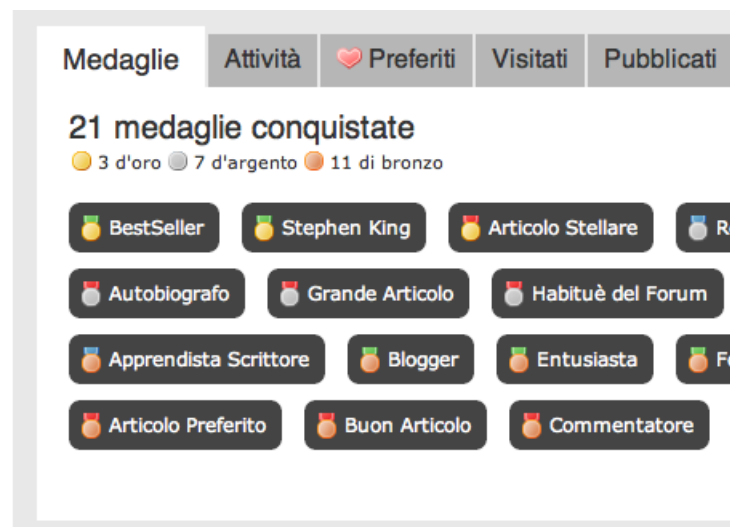 Medaglie Attività Preferiti Visitati Pubblicati
21 medaglie conquistate
3 d'oro 7 d'argento 11 di bronzo
BestSeller Stephen King Articolo Stellare
Autobiografo Grande Articolo Habituè del Forum
Apprendista Scrittore Blogger Entusiasta
Articolo Preferito Buon Articolo Commentatore